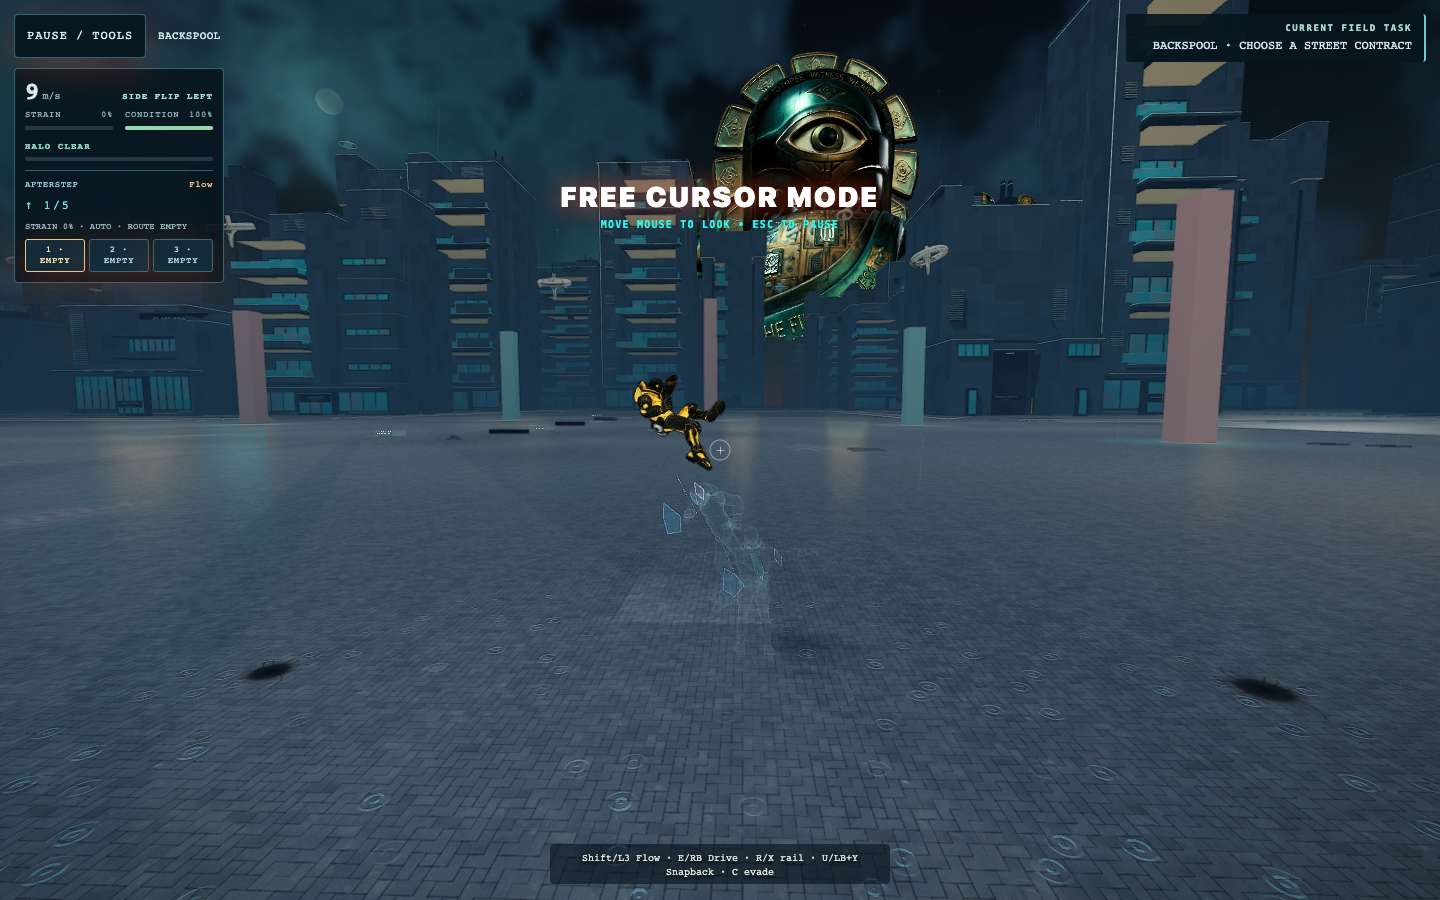 PAUSE / TOOLS
BACKSPOOL
CURRENT FIELD TASK
BACKSPOOL · CHOOSE A STREET CONTRACT
9 m/s
SIDE FLIP LEFT
STRAIN 0%
CONDITION 100%
HALO CLEAR
AFTERSTEP
Flow
↑ 1/5
STRAIN 0% · AUTO · ROUTE EMPTY
1 · EMPTY
2 · EMPTY
3 · EMPTY
WITNESS
FREE CURSOR MODE
MOVE MOUSE TO LOOK · ESC TO PAUSE
Shift/L3 Flow · E/RB Drive · R/X rail · U/LB+Y
Snapback · C evade